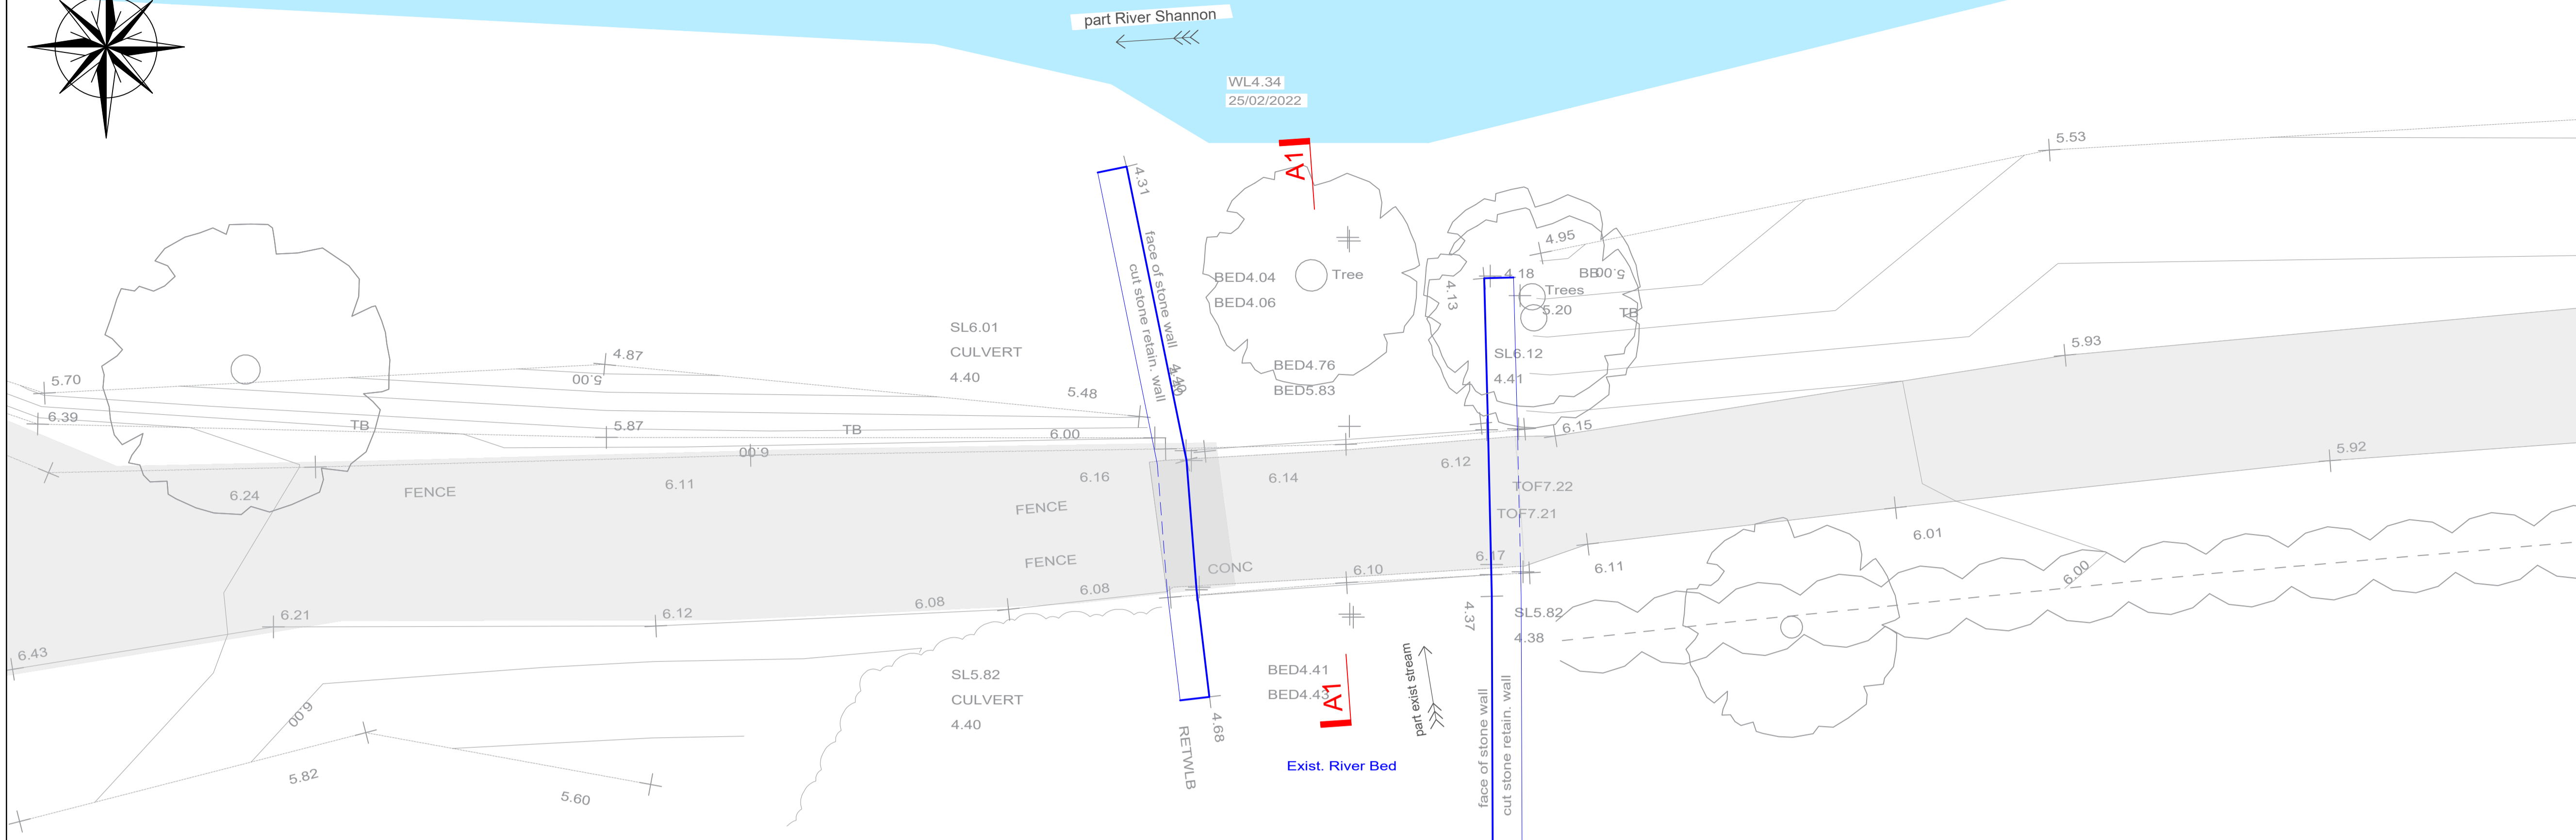 part River Shannon
WL4.34
25/02/2022
A1
4.31
face of stone wall
cut stone retain. wall
4.40
BED4.04
BED4.06
Tree
4.13
4.18
4.95
BB
5.00
Trees
5.20
TB
5.53
SL6.01
CULVERT
4.40
BED4.76
BED5.83
SL6.12
4.41
5.93
5.70
4.87
5.00
5.48
6.39
TB
5.87
TB
6.00
6.15
6.00
6.24
FENCE
6.11
6.16
6.14
6.12
5.92
TOF7.22
TOF7.21
FENCE
FENCE
CONC
6.17
6.11
6.01
6.00
6.08
6.10
6.21
6.12
6.08
4.37
SL5.82
4.38
6.43
SL5.82
CULVERT
4.40
BED4.41
BED4.43
A1
part exist stream
4.68
RETWLB
6.00
5.82
5.60
Exist. River Bed
face of stone wall
cut stone retain. wall